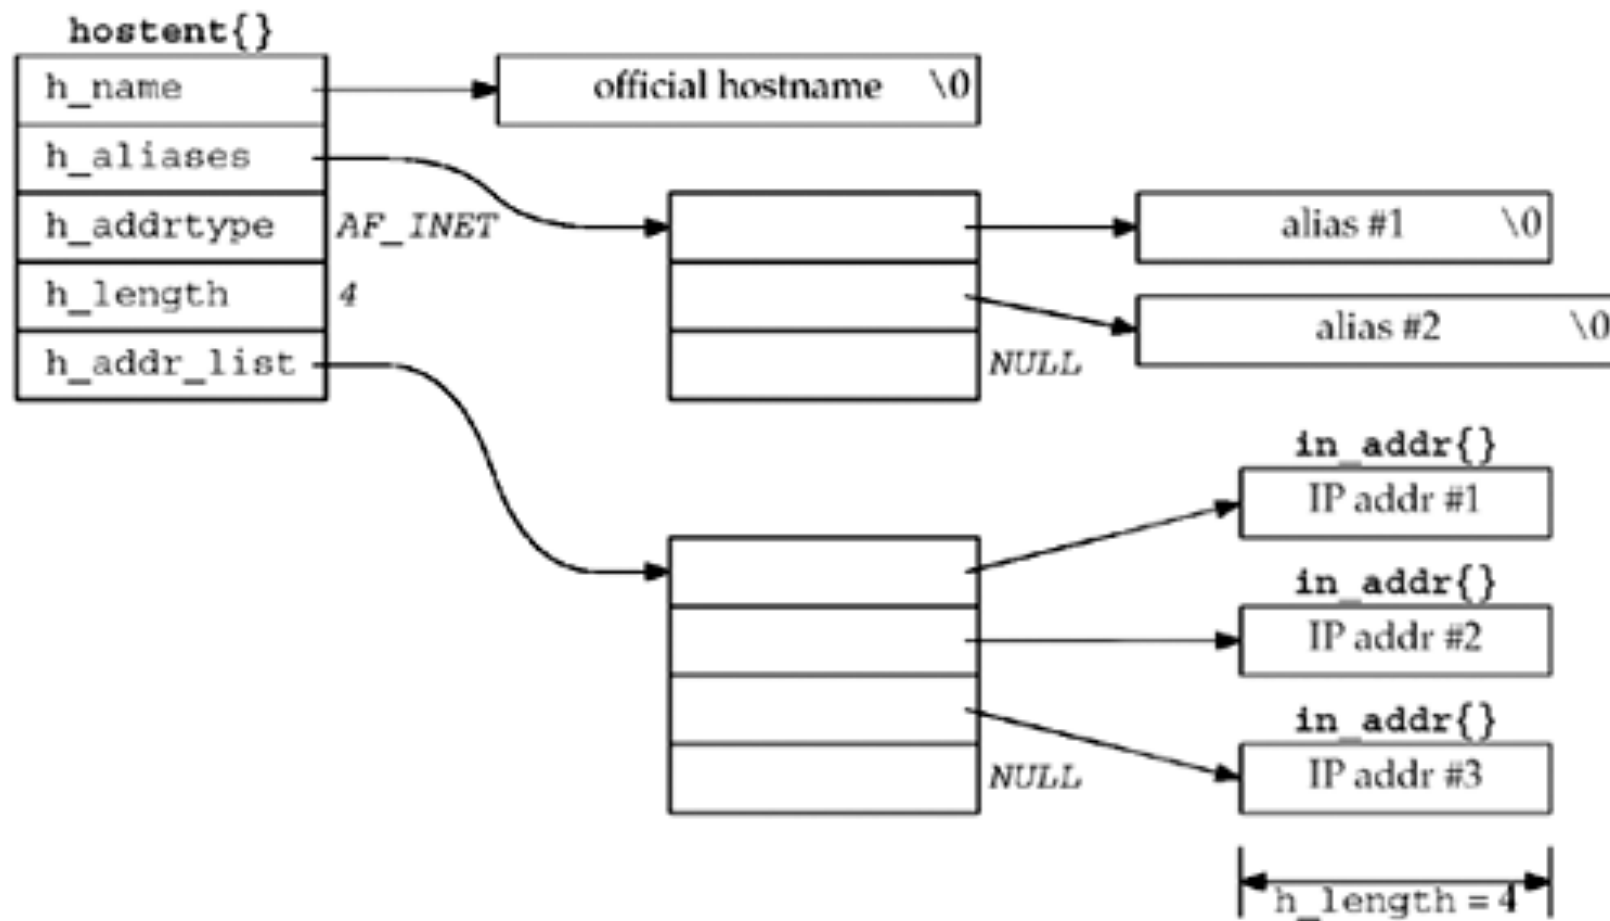 hostent{}
h_name
official hostname \0
h_aliases
h_addrtype AF_INET
alias #1 \0
h_length 4
alias #2 \0
h_addr_list
NULL
in_addr{}
IP addr #1
in_addr{}
IP addr #2
in_addr{}
IP addr #3
NULL
h_length = 4